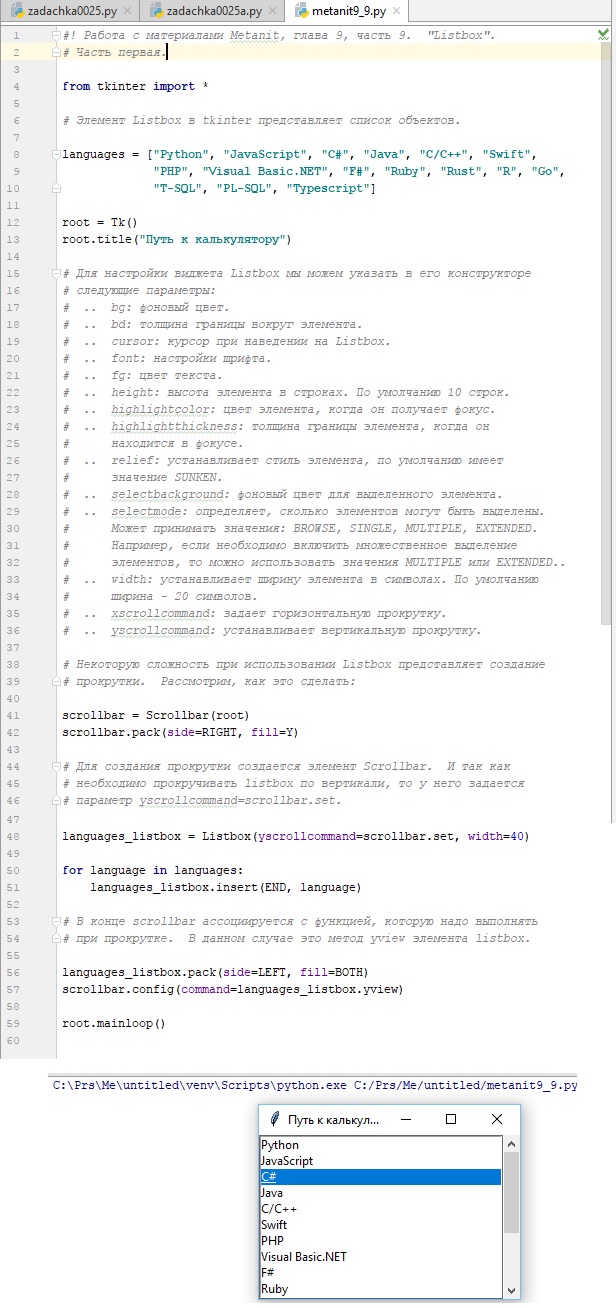 zadachka0025.py zadachka0025a.py metanit9_9.py
1 #! Работа с материалами Metanit, глава 9, часть 9.  "Listbox".
2 # Часть первая.
3
4 from tkinter import *
5
6 # Элемент Listbox в tkinter представляет список объектов.
7
8 languages = ["Python", "JavaScript", "C#", "Java", "C/C++", "Swift",
9              "PHP", "Visual Basic.NET", "F#", "Ruby", "Rust", "R", "Go",
10              "T-SQL", "PL-SQL", "Typescript"]
11
12 root = Tk()
13 root.title("Путь к калькулятору")
14
15 # Для настройки виджета Listbox мы можем указать в его конструкторе
16 # следующие параметры:
17 #  ..  bg: фоновый цвет.
18 #  ..  bd: толщина границы вокруг элемента.
19 #  ..  cursor: курсор при наведении на Listbox.
20 #  ..  font: настройки шрифта.
21 #  ..  fg: цвет текста.
22 #  ..  height: высота элемента в строках. По умолчанию 10 строк.
23 #  ..  highlightcolor: цвет элемента, когда он получает фокус.
24 #  ..  highlightthickness: толщина границы элемента, когда он
25 #      находится в фокусе.
26 #  ..  relief: устанавливает стиль элемента, по умолчанию имеет
27 #      значение SUNKEN.
28 #  ..  selectbackground: фоновый цвет для выделенного элемента.
29 #  ..  selectmode: определяет, сколько элементов могут быть выделены.
30 #      Может принимать значения: BROWSE, SINGLE, MULTIPLE, EXTENDED.
31 #      Например, если необходимо включить множественное выделение
32 #      элементов, то можно использовать значения MULTIPLE или EXTENDED..
33 #  ..  width: устанавливает ширину элемента в символах. По умолчанию
34 #      ширина - 20 символов.
35 #  ..  xscrollcommand: задает горизонтальную прокрутку.
36 #  ..  yscrollcommand: устанавливает вертикальную прокрутку.
37
38 # Некоторую сложность при использовании Listbox представляет создание
39 # прокрутки.  Рассмотрим, как это сделать:
40
41 scrollbar = Scrollbar(root)
42 scrollbar.pack(side=RIGHT, fill=Y)
43
44 # Для создания прокрутки создается элемент Scrollbar.  И так как
45 # необходимо прокручивать listbox по вертикали, то у него задается
46 # параметр yscrollcommand=scrollbar.set.
47
48 languages_listbox = Listbox(yscrollcommand=scrollbar.set, width=40)
49
50 for language in languages:
51     languages_listbox.insert(END, language)
52
53 # В конце scrollbar ассоциируется с функцией, которую надо выполнять
54 # при прокрутке.  В данном случае это метод yview элемента listbox.
55
56 languages_listbox.pack(side=LEFT, fill=BOTH)
57 scrollbar.config(command=languages_listbox.yview)
58
59 root.mainloop()
60
C:\Prs\Me\untitled\venv\Scripts\python.exe C:/Prs/Me/untitled/metanit9_9.py
Путь к калькул...
Python
JavaScript
C#
Java
C/C++
Swift
PHP
Visual Basic.NET
F#
Ruby